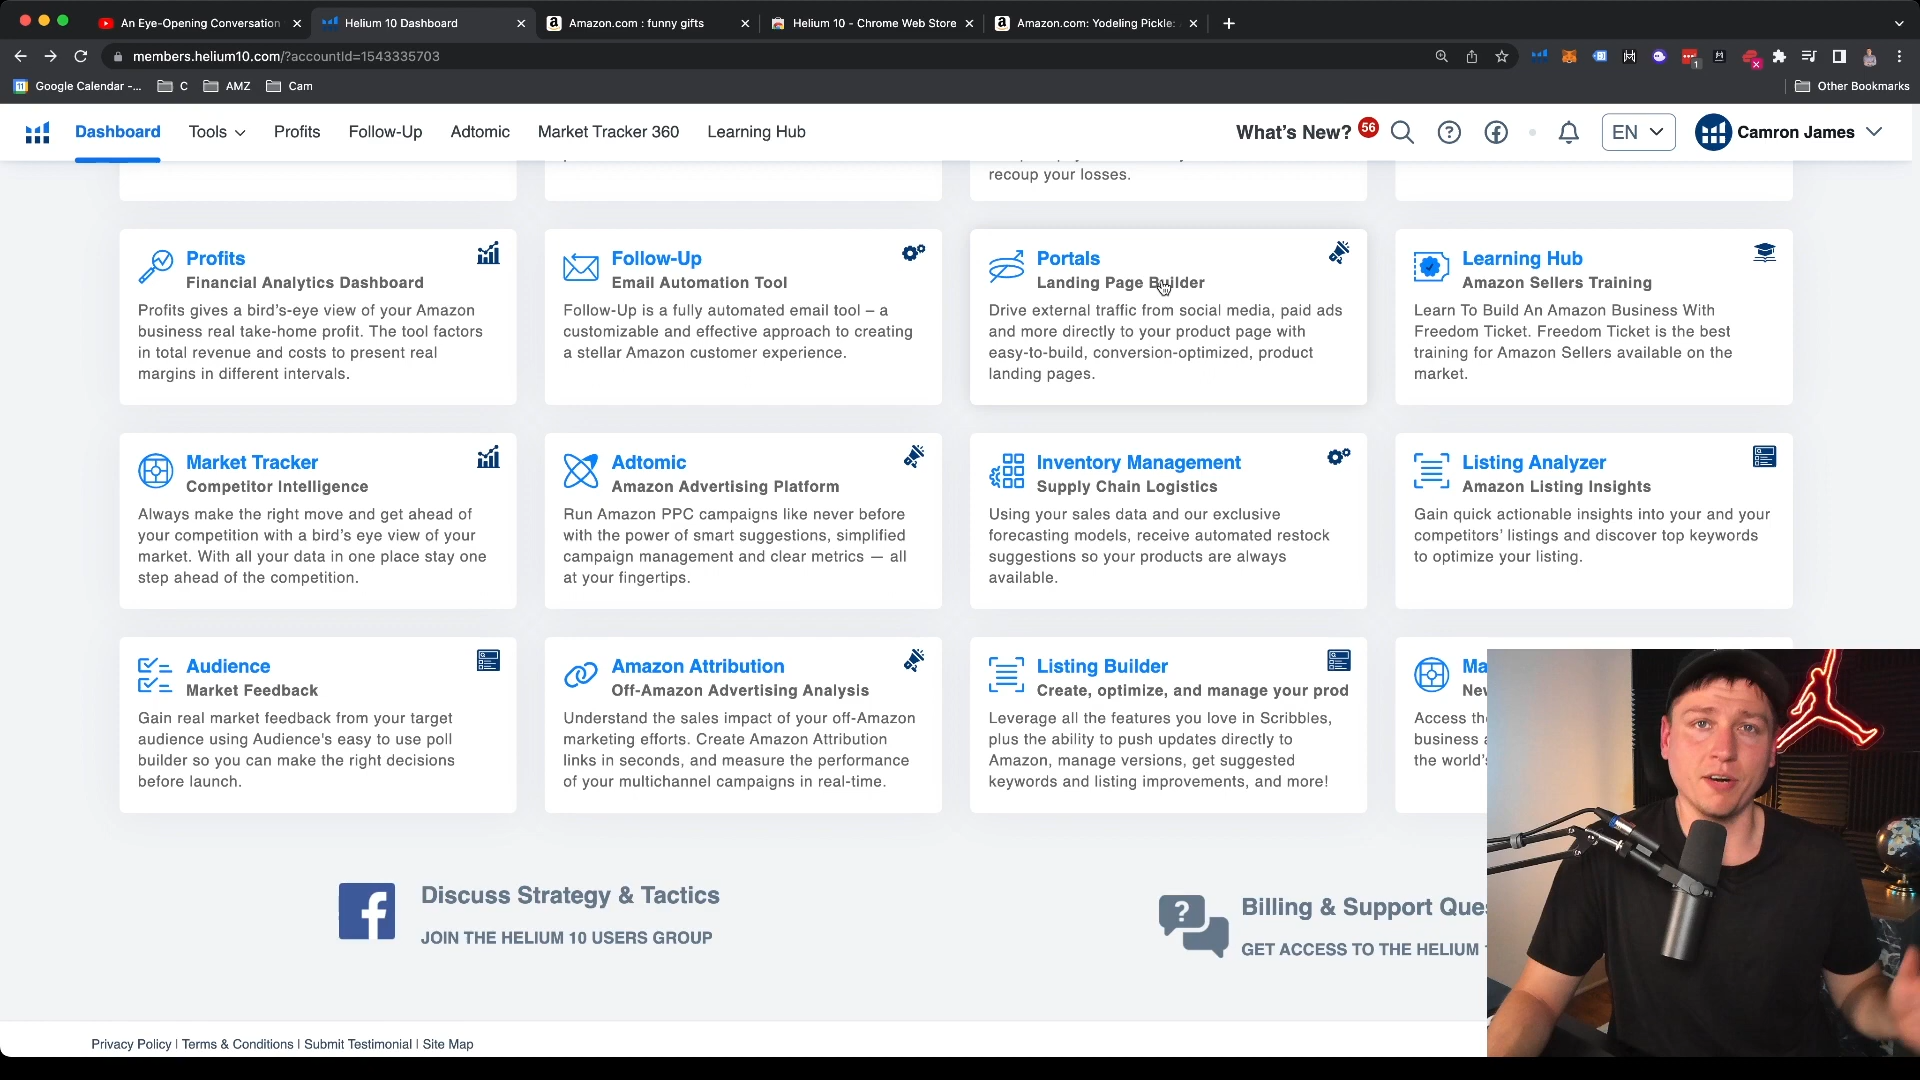 An Eye-Opening Conversation
Helium 10 Dashboard
Amazon.com : funny gifts
Helium 10 - Chrome Web Store
Amazon.com: Yodeling Pickle:
members.helium10.com/?accountId=1543335703
Google Calendar -...
C
AMZ
Cam
Other Bookmarks
Dashboard
Tools
Profits
Follow-Up
Adtomic
Market Tracker 360
Learning Hub
What's New?
56
EN
Camron James
recoup your losses.
Profits
Financial Analytics Dashboard
Profits gives a bird's-eye view of your Amazon
business real take-home profit. The tool factors
in total revenue and costs to present real
margins in different intervals.
Follow-Up
Email Automation Tool
Follow-Up is a fully automated email tool – a
customizable and effective approach to creating
a stellar Amazon customer experience.
Portals
Landing Page Builder
Drive external traffic from social media, paid ads
and more directly to your product page with
easy-to-build, conversion-optimized, product
landing pages.
Learning Hub
Amazon Sellers Training
Learn To Build An Amazon Business With
Freedom Ticket. Freedom Ticket is the best
training for Amazon Sellers available on the
market.
Market Tracker
Competitor Intelligence
Always make the right move and get ahead of
your competition with a bird's eye view of your
market. With all your data in one place stay one
step ahead of the competition.
Adtomic
Amazon Advertising Platform
Run Amazon PPC campaigns like never before
with the power of smart suggestions, simplified
campaign management and clear metrics — all
at your fingertips.
Inventory Management
Supply Chain Logistics
Using your sales data and our exclusive
forecasting models, receive automated restock
suggestions so your products are always
available.
Listing Analyzer
Amazon Listing Insights
Gain quick actionable insights into your and your
competitors' listings and discover top keywords
to optimize your listing.
Audience
Market Feedback
Gain real market feedback from your target
audience using Audience's easy to use poll
builder so you can make the right decisions
before launch.
Amazon Attribution
Off-Amazon Advertising Analysis
Understand the sales impact of your off-Amazon
marketing efforts. Create Amazon Attribution
links in seconds, and measure the performance
of your multichannel campaigns in real-time.
Listing Builder
Create, optimize, and manage your prod
Leverage all the features you love in Scribbles,
plus the ability to push updates directly to
Amazon, manage versions, get suggested
keywords and listing improvements, and more!
Ma
Nev
Access the
business a
the world's
Discuss Strategy & Tactics
JOIN THE HELIUM 10 USERS GROUP
Billing & Support Ques
GET ACCESS TO THE HELIUM 1
Privacy Policy | Terms & Conditions | Submit Testimonial | Site Map